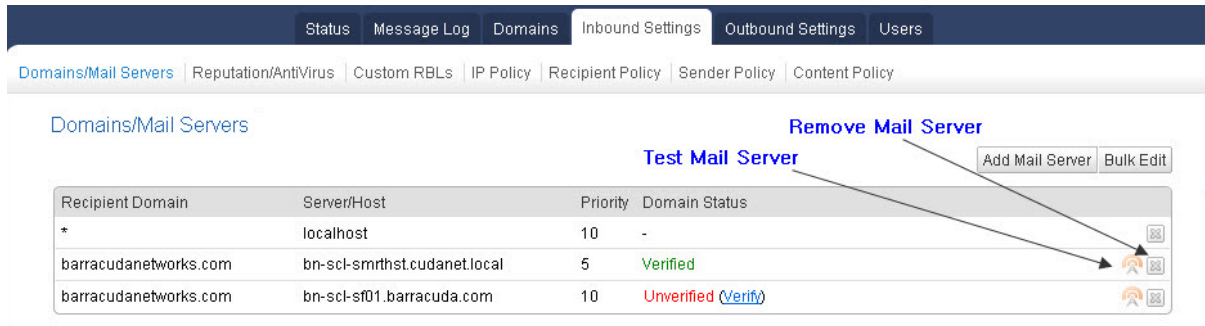 Status Message Log Domains Inbound Settings Outbound Settings Users
Domains/Mail Servers Reputation/AntiVirus Custom RBLs IP Policy Recipient Policy Sender Policy Content Policy
Domains/Mail Servers
Remove Mail Server
Test Mail Server
Add Mail Server Bulk Edit
Recipient Domain Server/Host Priority Domain Status
* localhost 10 -
barracudanetworks.com bn-scl-smrthst.cudanet.local 5 Verified
barracudanetworks.com bn-scl-sf01.barracuda.com 10 Unverified (Verify)